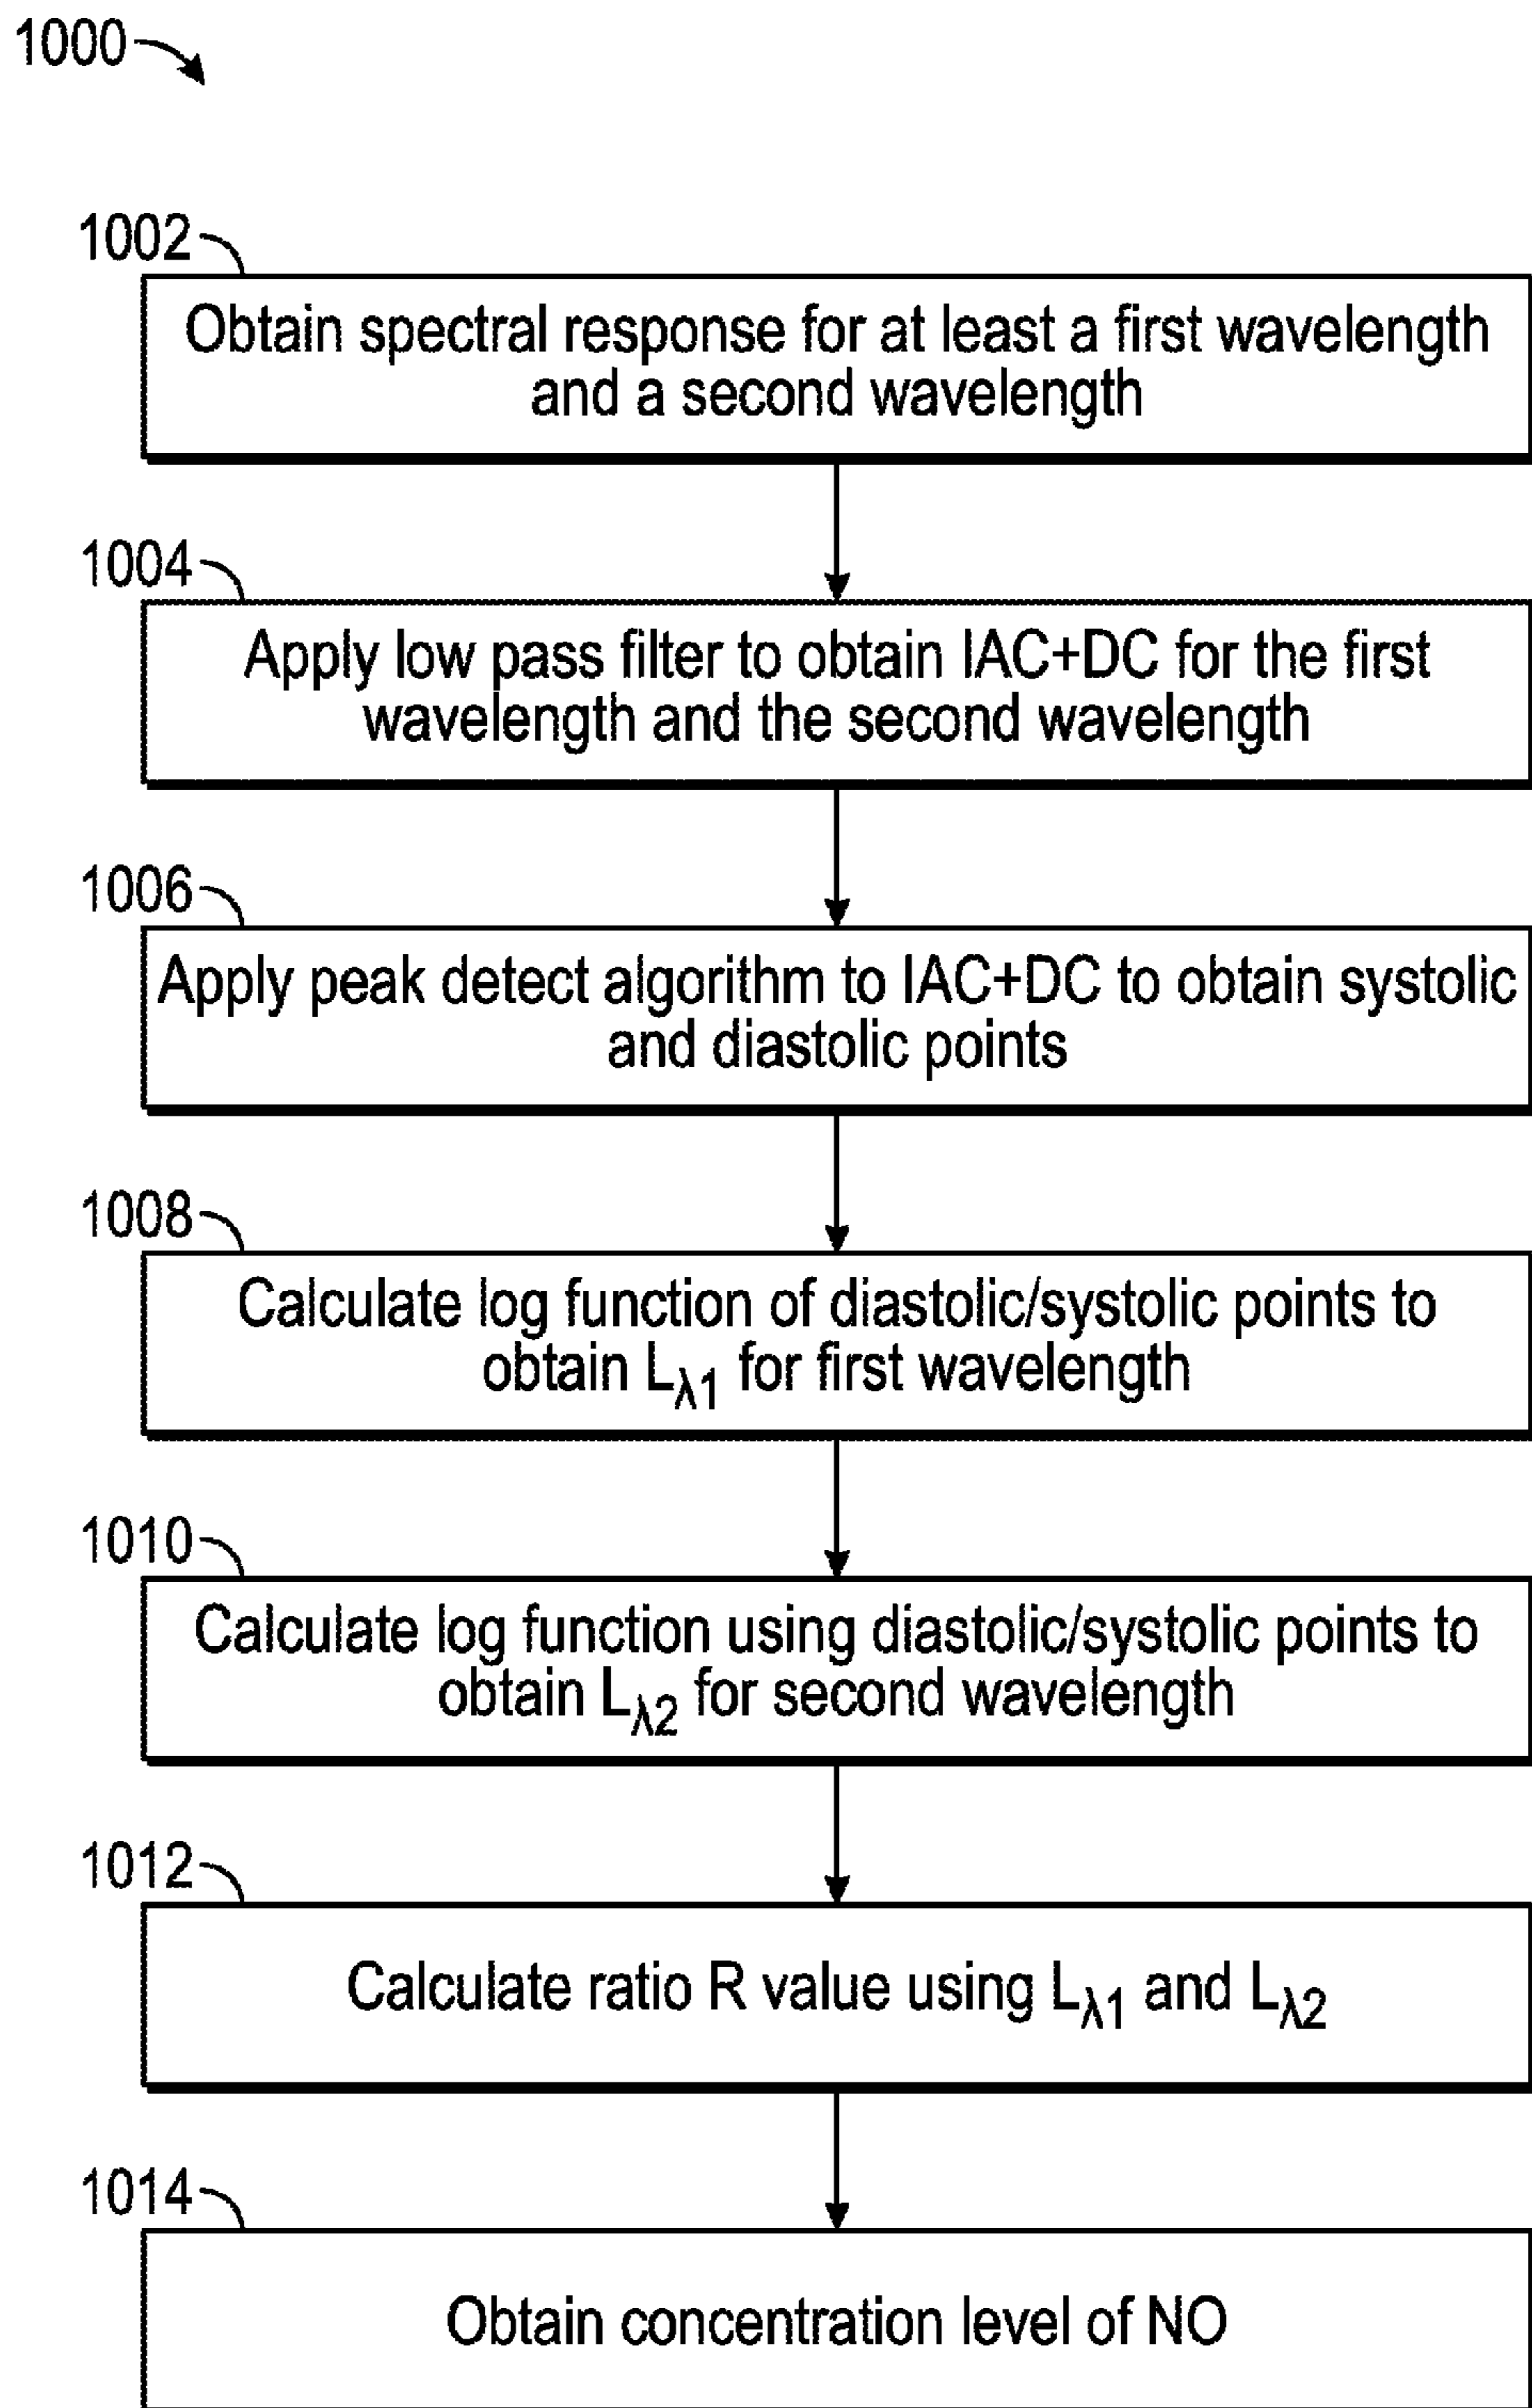 1000
1002
Obtain spectral response for at least a first wavelength
and a second wavelength
1004
Apply low pass filter to obtain IAC+DC for the first
wavelength and the second wavelength
1006
Apply peak detect algorithm to IAC+DC to obtain systolic
and diastolic points
1008
Calculate log function of diastolic/systolic points to
obtain Lλ1 for first wavelength
1010
Calculate log function using diastolic/systolic points to
obtain Lλ2 for second wavelength
1012
Calculate ratio R value using Lλ1 and Lλ2
1014
Obtain concentration level of NO